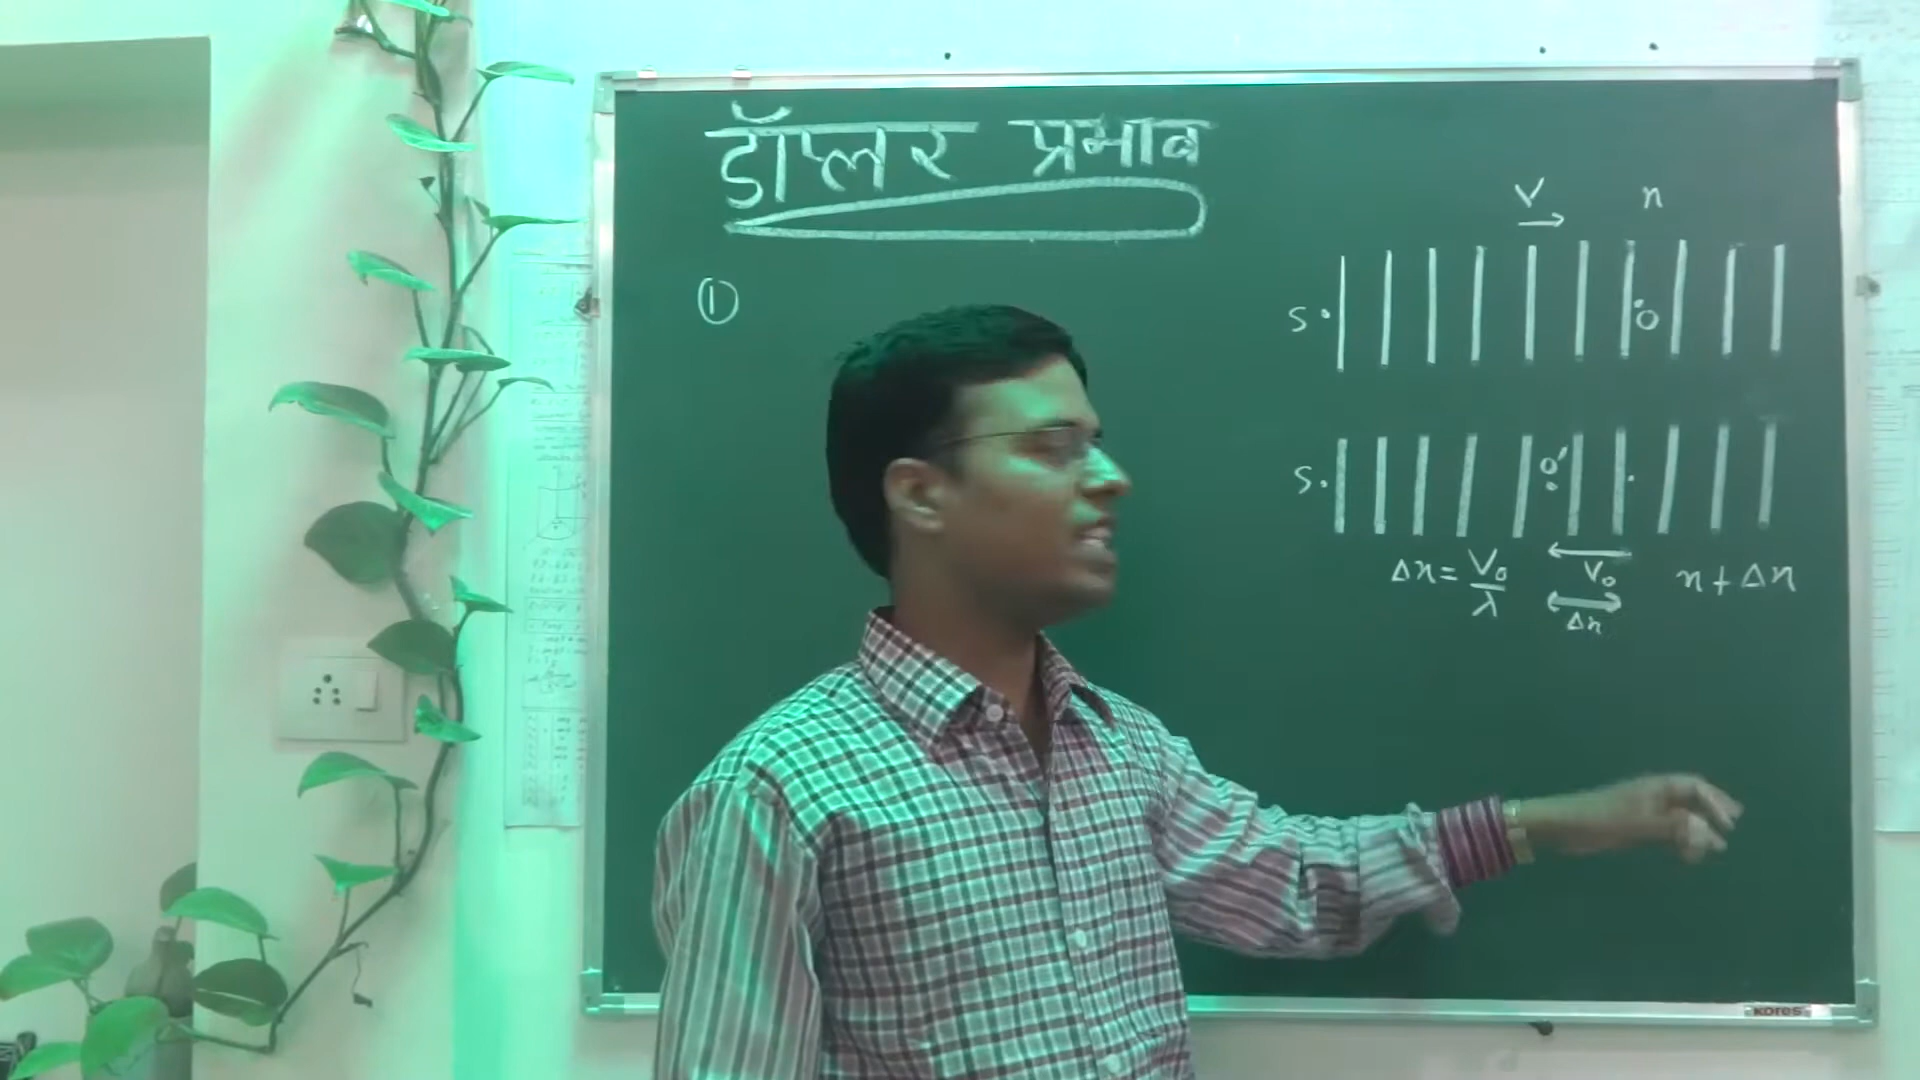 डॉप्लर प्रभाव
①
V n
S O
S O'
Δn = V₀/λ V₀ n + Δn
Δn
KORES